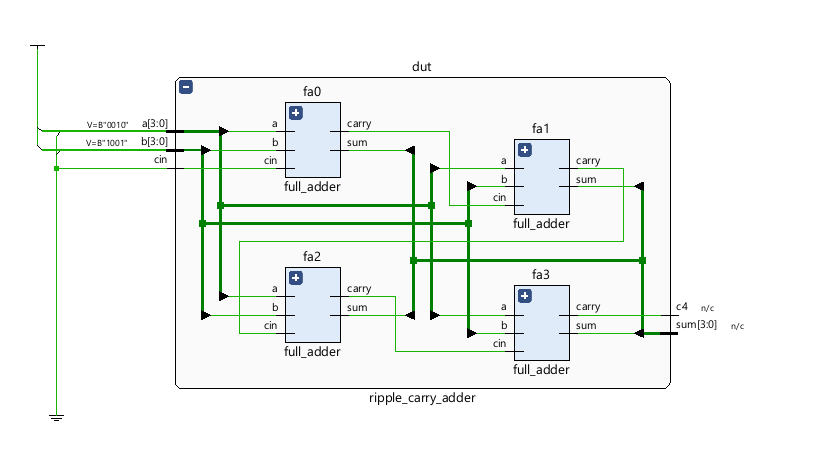 dut
V=B"0010" a[3:0]
V=B"1001" b[3:0]
cin
fa0
a carry
b sum
cin
full_adder
fa1
a carry
b sum
cin
full_adder
fa2
a carry
b sum
cin
full_adder
fa3
a carry
b sum
cin
full_adder
c4 n/c
sum[3:0] n/c
ripple_carry_adder